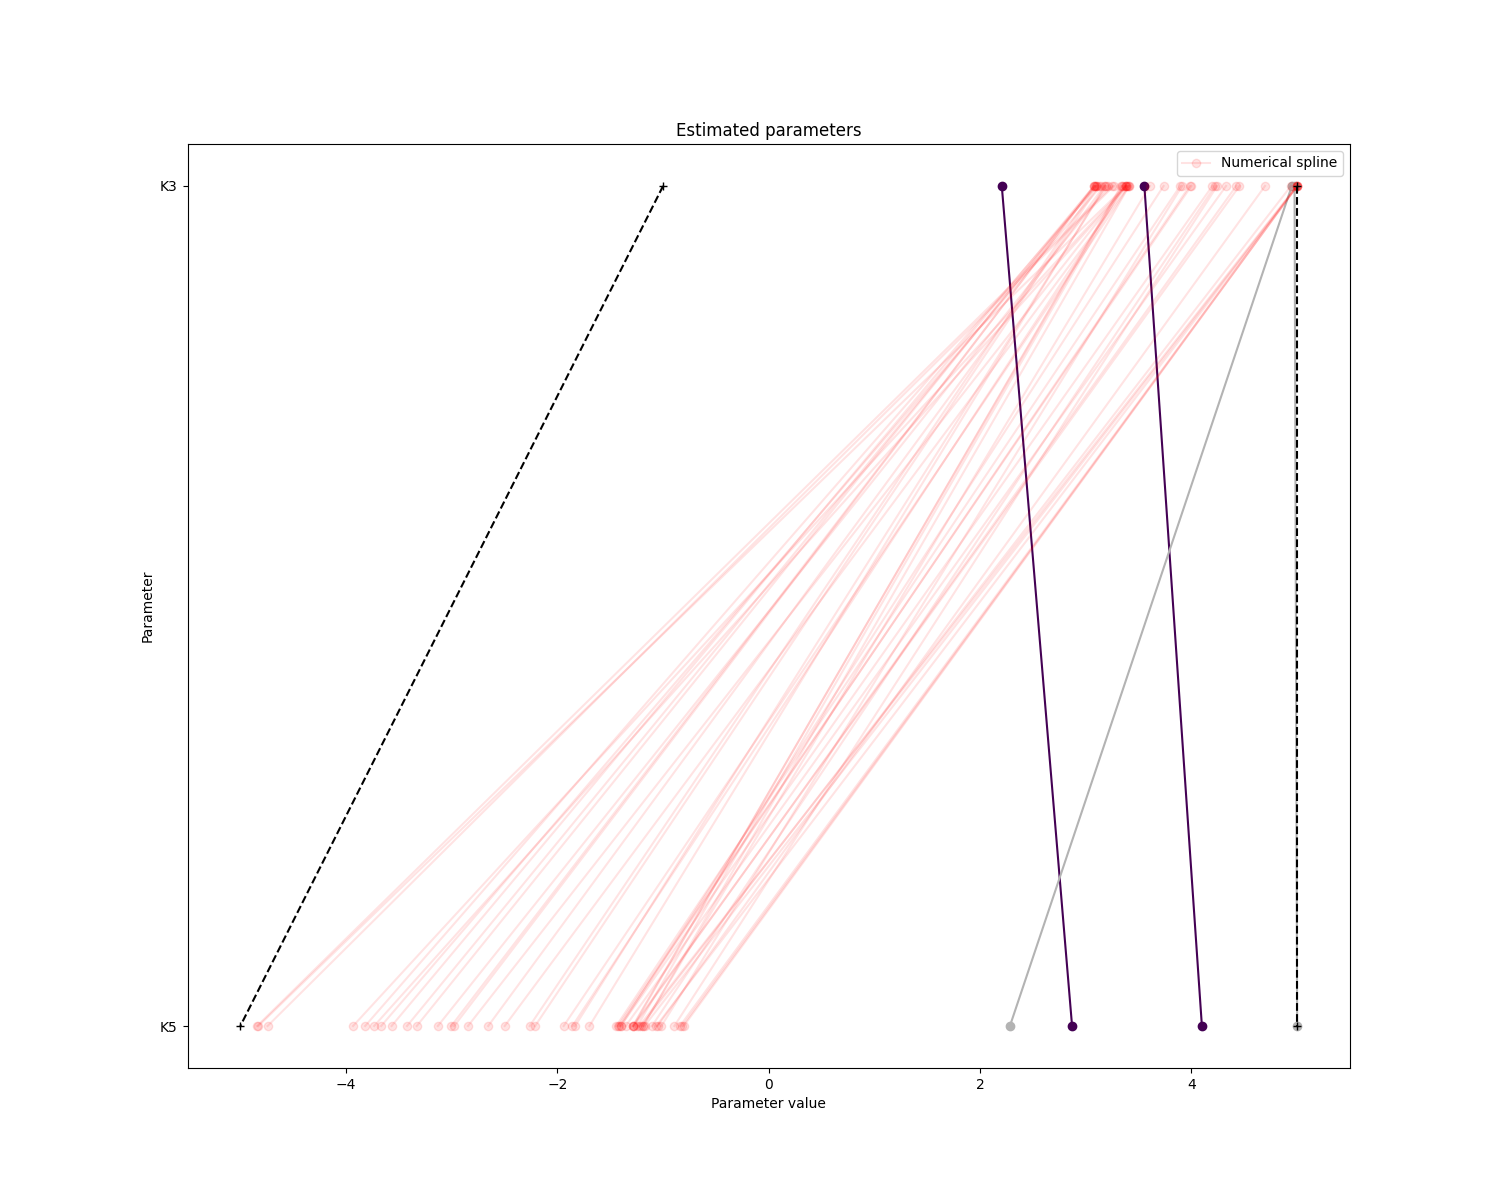 Estimated parameters
Numerical spline
K3
Parameter
K5
−4
−2
0
2
4
Parameter value